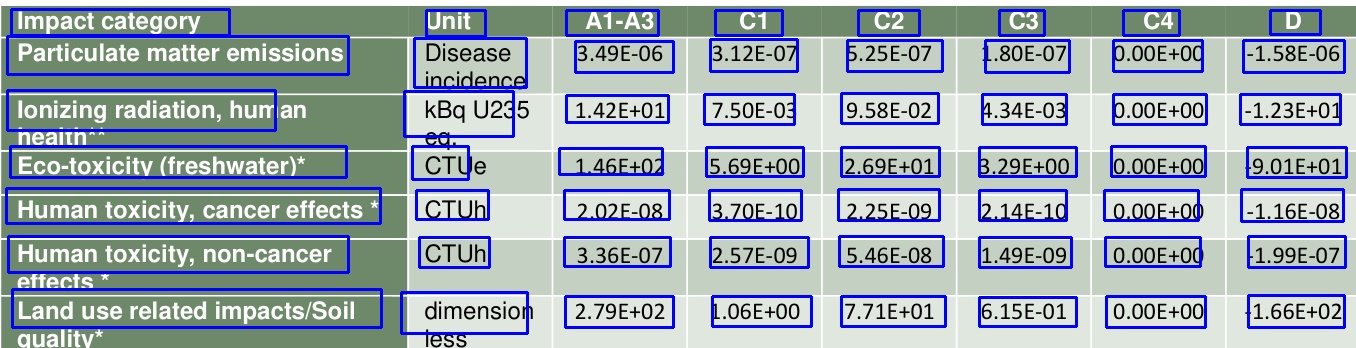 Impact category Unit A1-A3 C1 C2 C3 C4 D
Particulate matter emissions Disease 3.49E-06 3.12E-07 5.25E-07 1.80E-07 0.00E+00 -1.58E-06
incidence
Ionizing radiation, human kBq U235 1.42E+01 7.50E-03 9.58E-02 4.34E-03 0.00E+00 -1.23E+01
health** eq.
Eco-toxicity (freshwater)* CTUe 1.46E+02 5.69E+00 2.69E+01 3.29E+00 0.00E+00 -9.01E+01
Human toxicity, cancer effects * CTUh 2.02E-08 3.70E-10 2.25E-09 2.14E-10 0.00E+00 -1.16E-08
Human toxicity, non-cancer CTUh 3.36E-07 2.57E-09 5.46E-08 1.49E-09 0.00E+00 -1.99E-07
effects *
Land use related impacts/Soil dimension 2.79E+02 1.06E+00 7.71E+01 6.15E-01 0.00E+00 -1.66E+02
quality* less